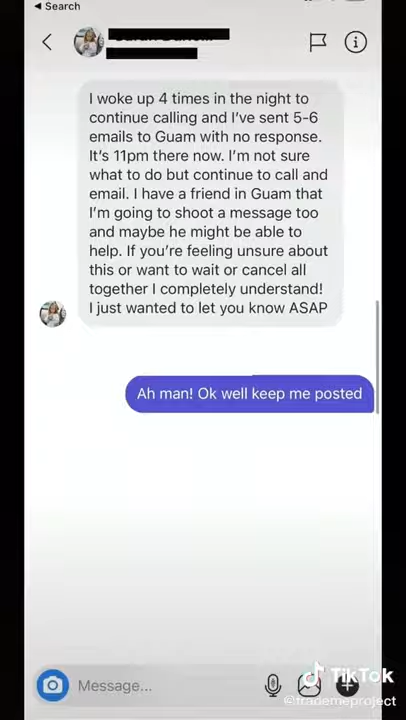 Search
I woke up 4 times in the night to
continue calling and I've sent 5-6
emails to Guam with no response.
It's 11pm there now. I'm not sure
what to do but continue to call and
email. I have a friend in Guam that
I'm going to shoot a message too
and maybe he might be able to
help. If you're feeling unsure about
this or want to wait or cancel all
together I completely understand!
I just wanted to let you know ASAP
Ah man! Ok well keep me posted
Message...
TikTok
@trademeproject